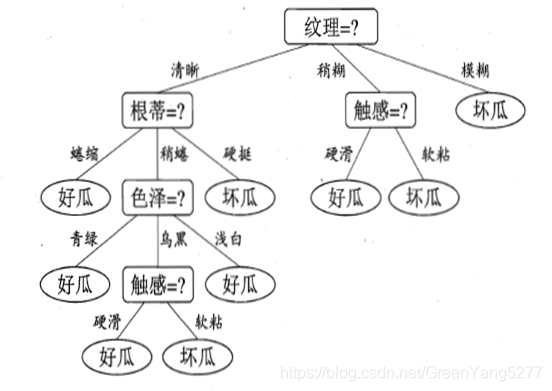 纹理=?
清晰 稍糊 模糊
根蒂=? 触感=? 坏瓜
蜷缩 稍蜷 硬挺 硬滑 软粘
好瓜 色泽=? 坏瓜 好瓜 坏瓜
青绿 乌黑 浅白
好瓜 触感=? 好瓜
硬滑 软粘
好瓜 坏瓜
https://blog.csdn.net/GreenYang5277